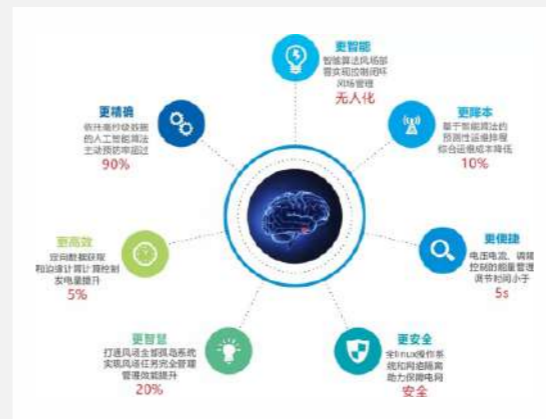 更智能
智能算法风场部
署实现控制闭环
风场管理
无人化
更降本
基于智能算法的
预测性运维排程
综合运维成本降低
10%
更便捷
电压电流、调频
控制的能量管理
调节时间小于
5s
更安全
全linux操作系
统和网络隔离
助力保障电网
安全
更智慧
打通风场全部孤岛系统
实现风场任务完全管理
管理效能提升
20%
更高效
双向数据获取
和边缘计算计算控制
发电量提升
5%
更精确
依托毫秒级数据
的人工智能算法
主动预防率超过
90%